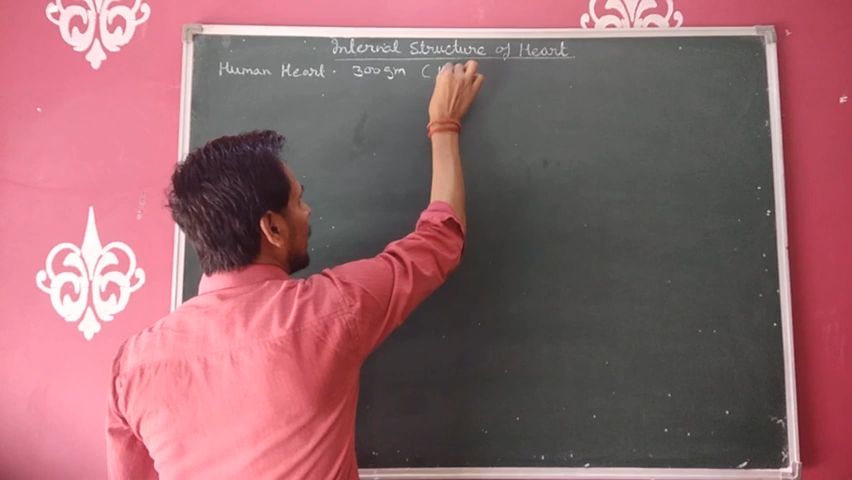 Internal Structure of Heart
Human Heart · 300gm (